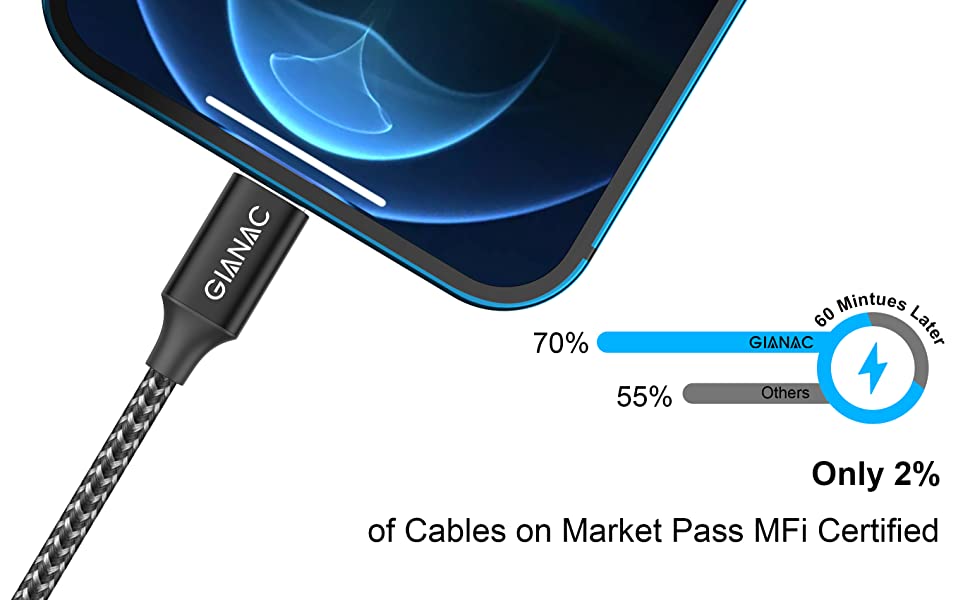 GIANAC
60 Mintues Later
70%
GIANAC
55%
Others
Only 2%
of Cables on Market Pass MFi Certified